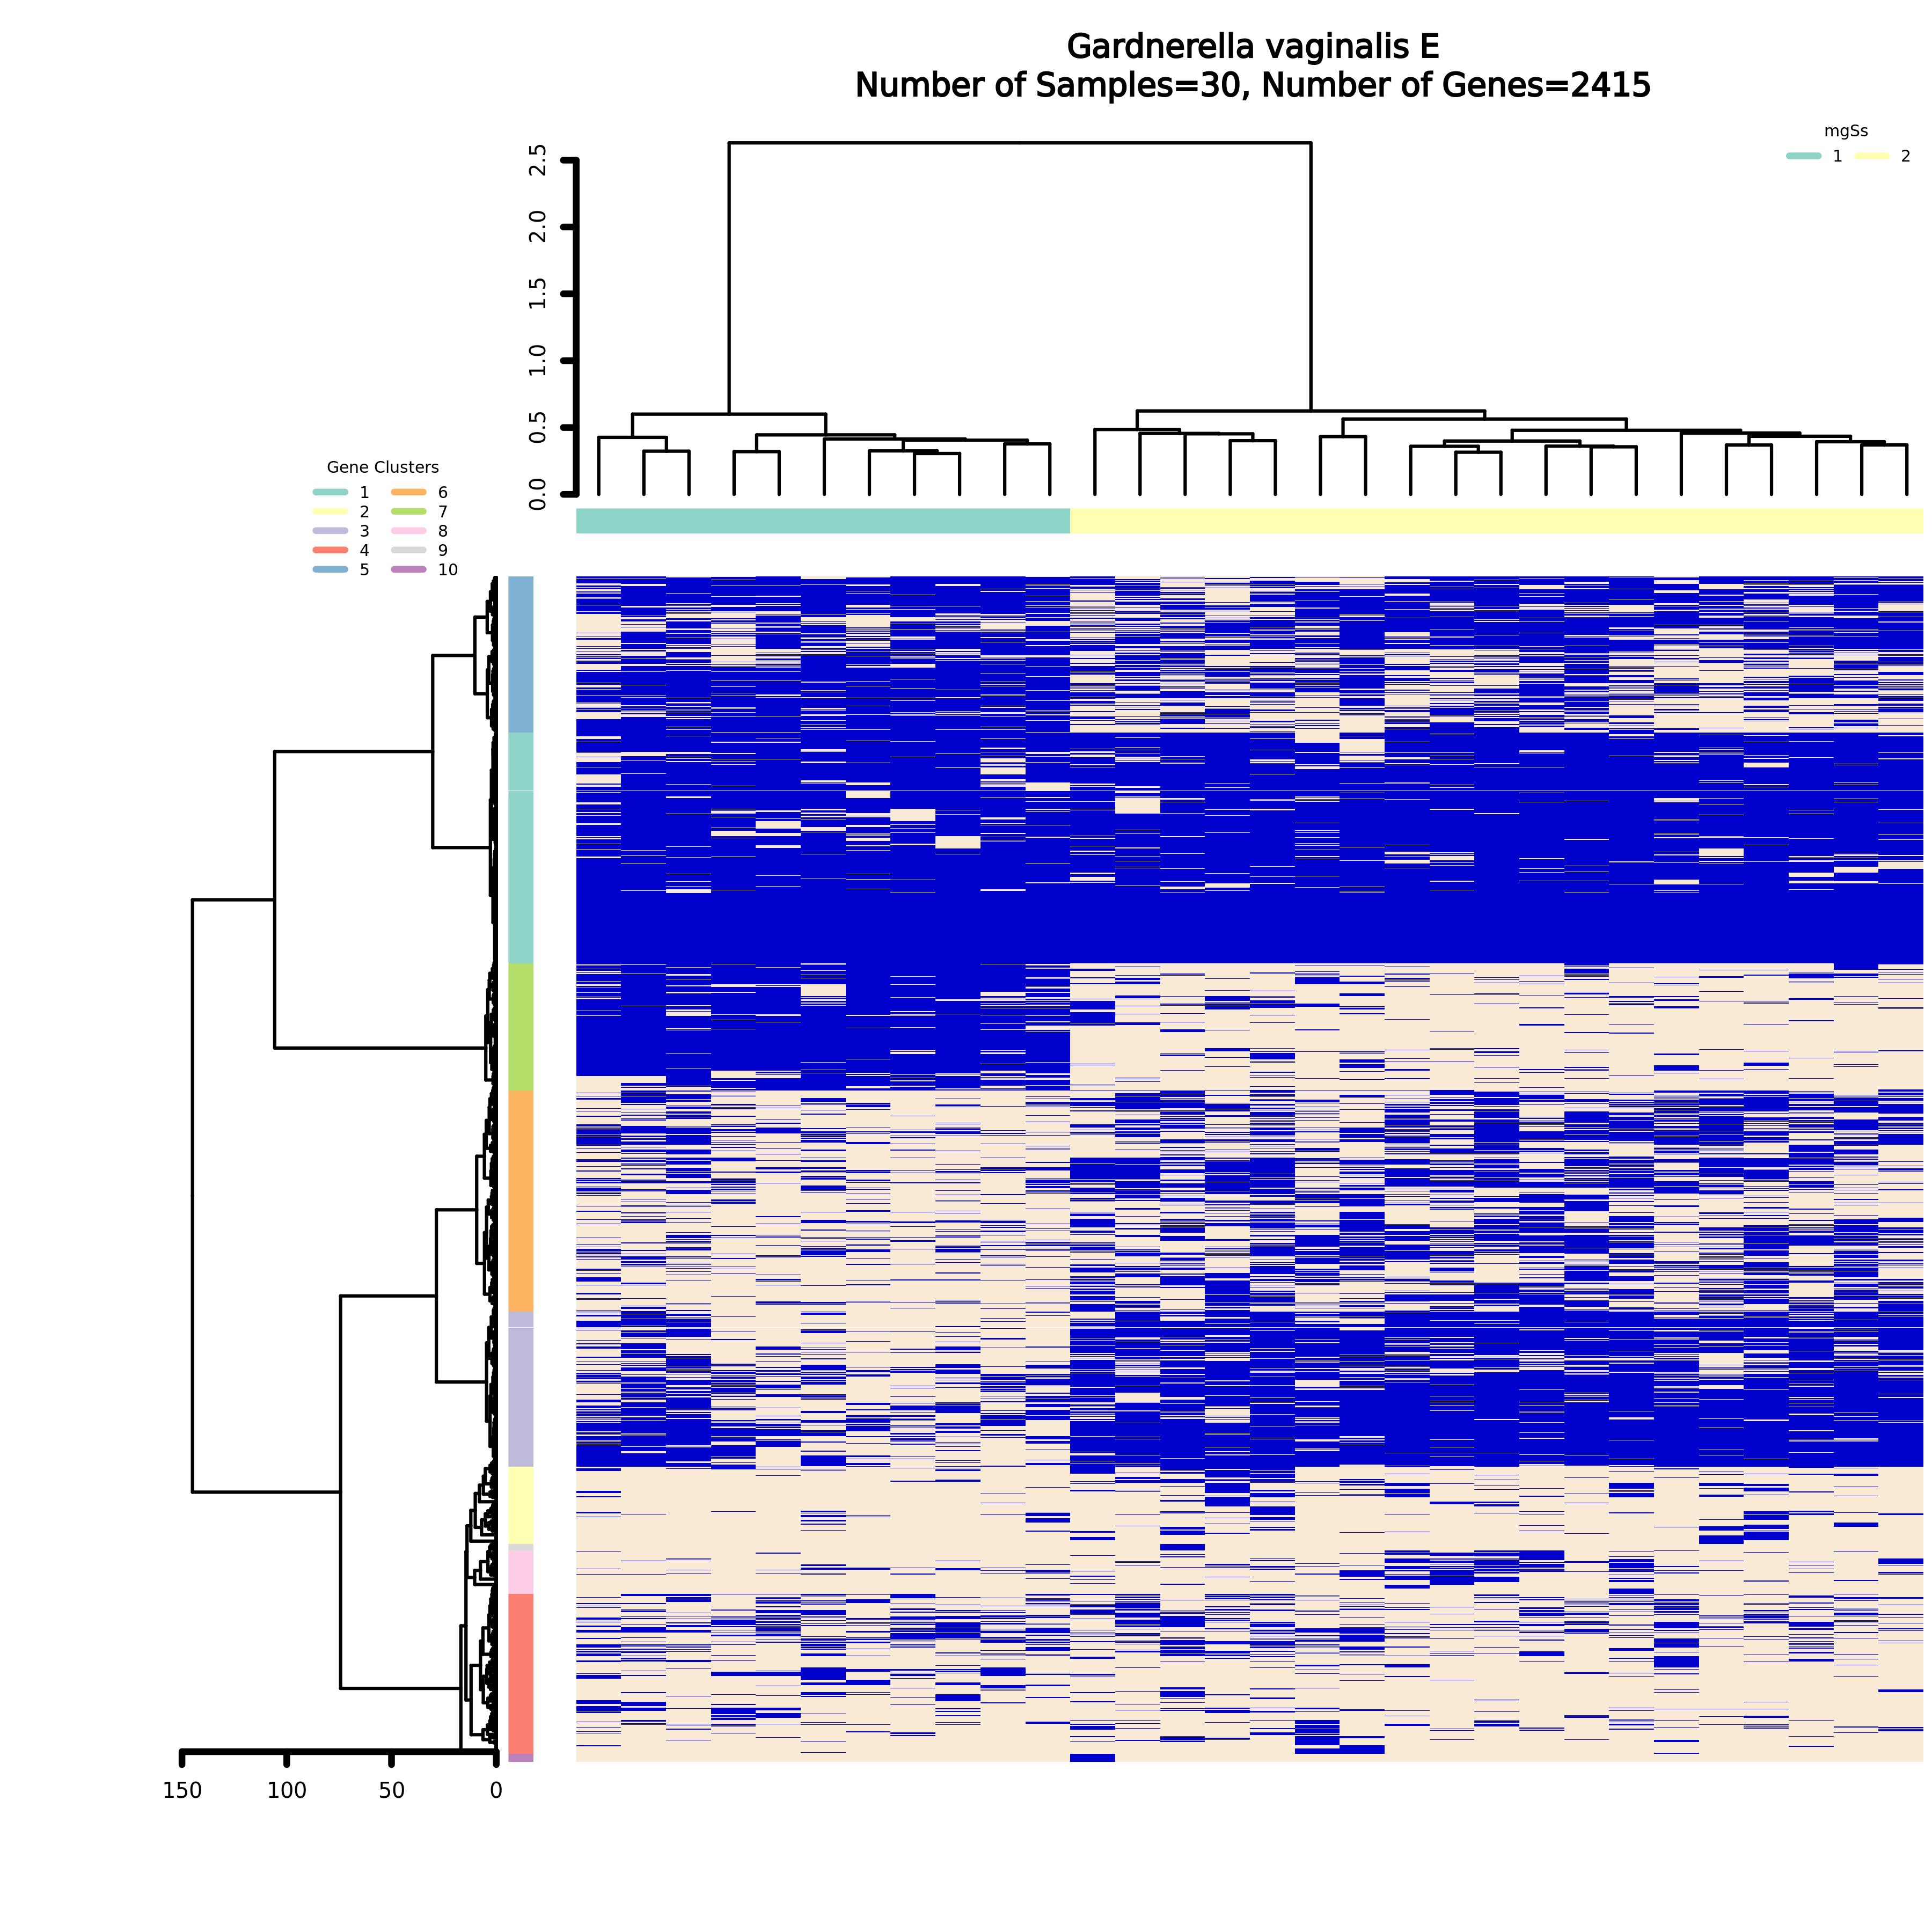 Gardnerella vaginalis E
Number of Samples=30, Number of Genes=2415
mgSs
1 2
2.5
2.0
1.5
1.0
0.5
0.0
Gene Clusters
1 6
2 7
3 8
4 9
5 10
150 100 50 0